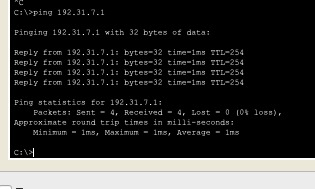 ^C
C:\>ping 192.31.7.1
Pinging 192.31.7.1 with 32 bytes of data:
Reply from 192.31.7.1: bytes=32 time=1ms TTL=254
Reply from 192.31.7.1: bytes=32 time=1ms TTL=254
Reply from 192.31.7.1: bytes=32 time=1ms TTL=254
Reply from 192.31.7.1: bytes=32 time=1ms TTL=254
Ping statistics for 192.31.7.1:
Packets: Sent = 4, Received = 4, Lost = 0 (0% loss),
Approximate round trip times in milli-seconds:
Minimum = 1ms, Maximum = 1ms, Average = 1ms
C:\>